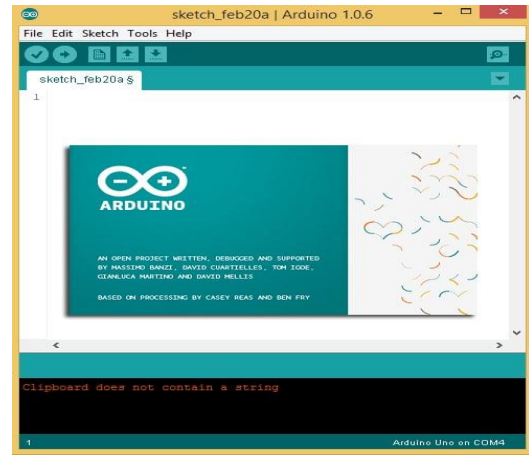 sketch_feb20a | Arduino 1.0.6
File Edit Sketch Tools Help
sketch_feb20a §
1
ARDUINO
AN OPEN PROJECT WRITTEN, DEBUGGED AND SUPPORTED
BY MASSIMO BANZI, DAVID CUARTIELLES, TOM IGOE,
GIANLUCA MARTINO AND DAVID MELLIS
BASED ON PROCESSING BY CASEY REAS AND BEN FRY
Clipboard does not contain a string
1 Arduino Uno on COM4